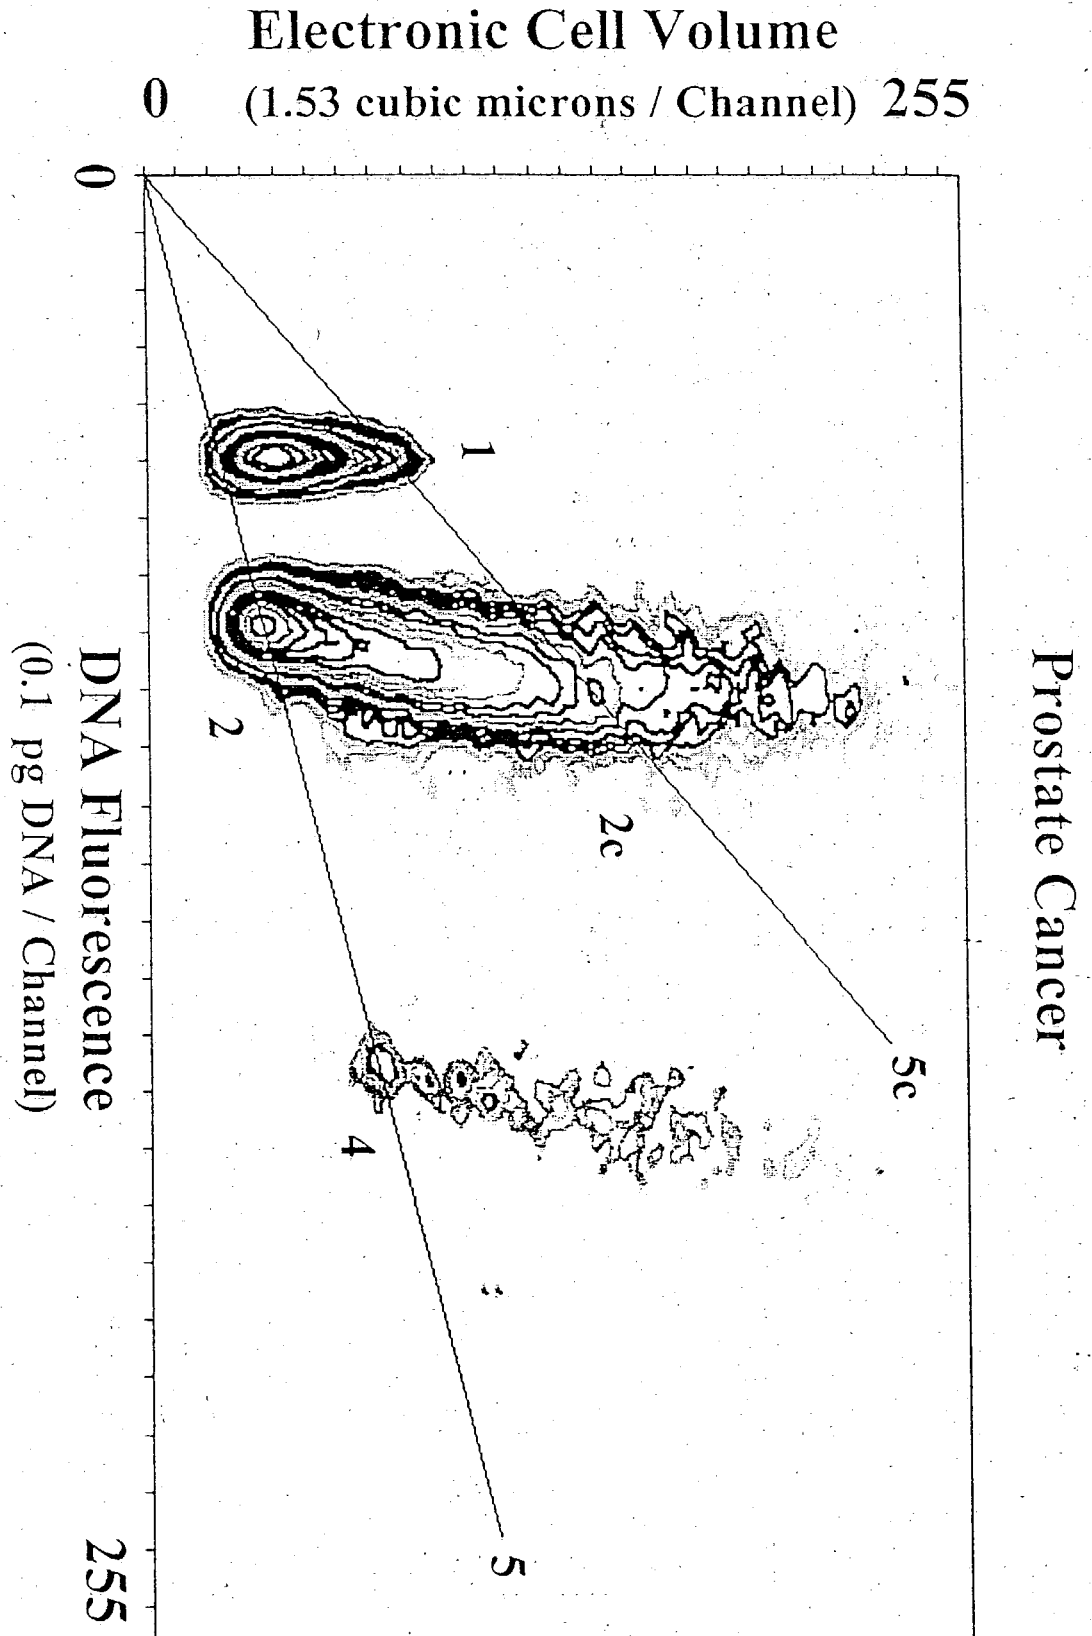 Electronic Cell Volume
0 (1.53 cubic microns / Channel) 255
Prostate Cancer
0
1
2
2c
5c
4
5
DNA Fluorescence
(0.1 pg DNA / Channel)
255